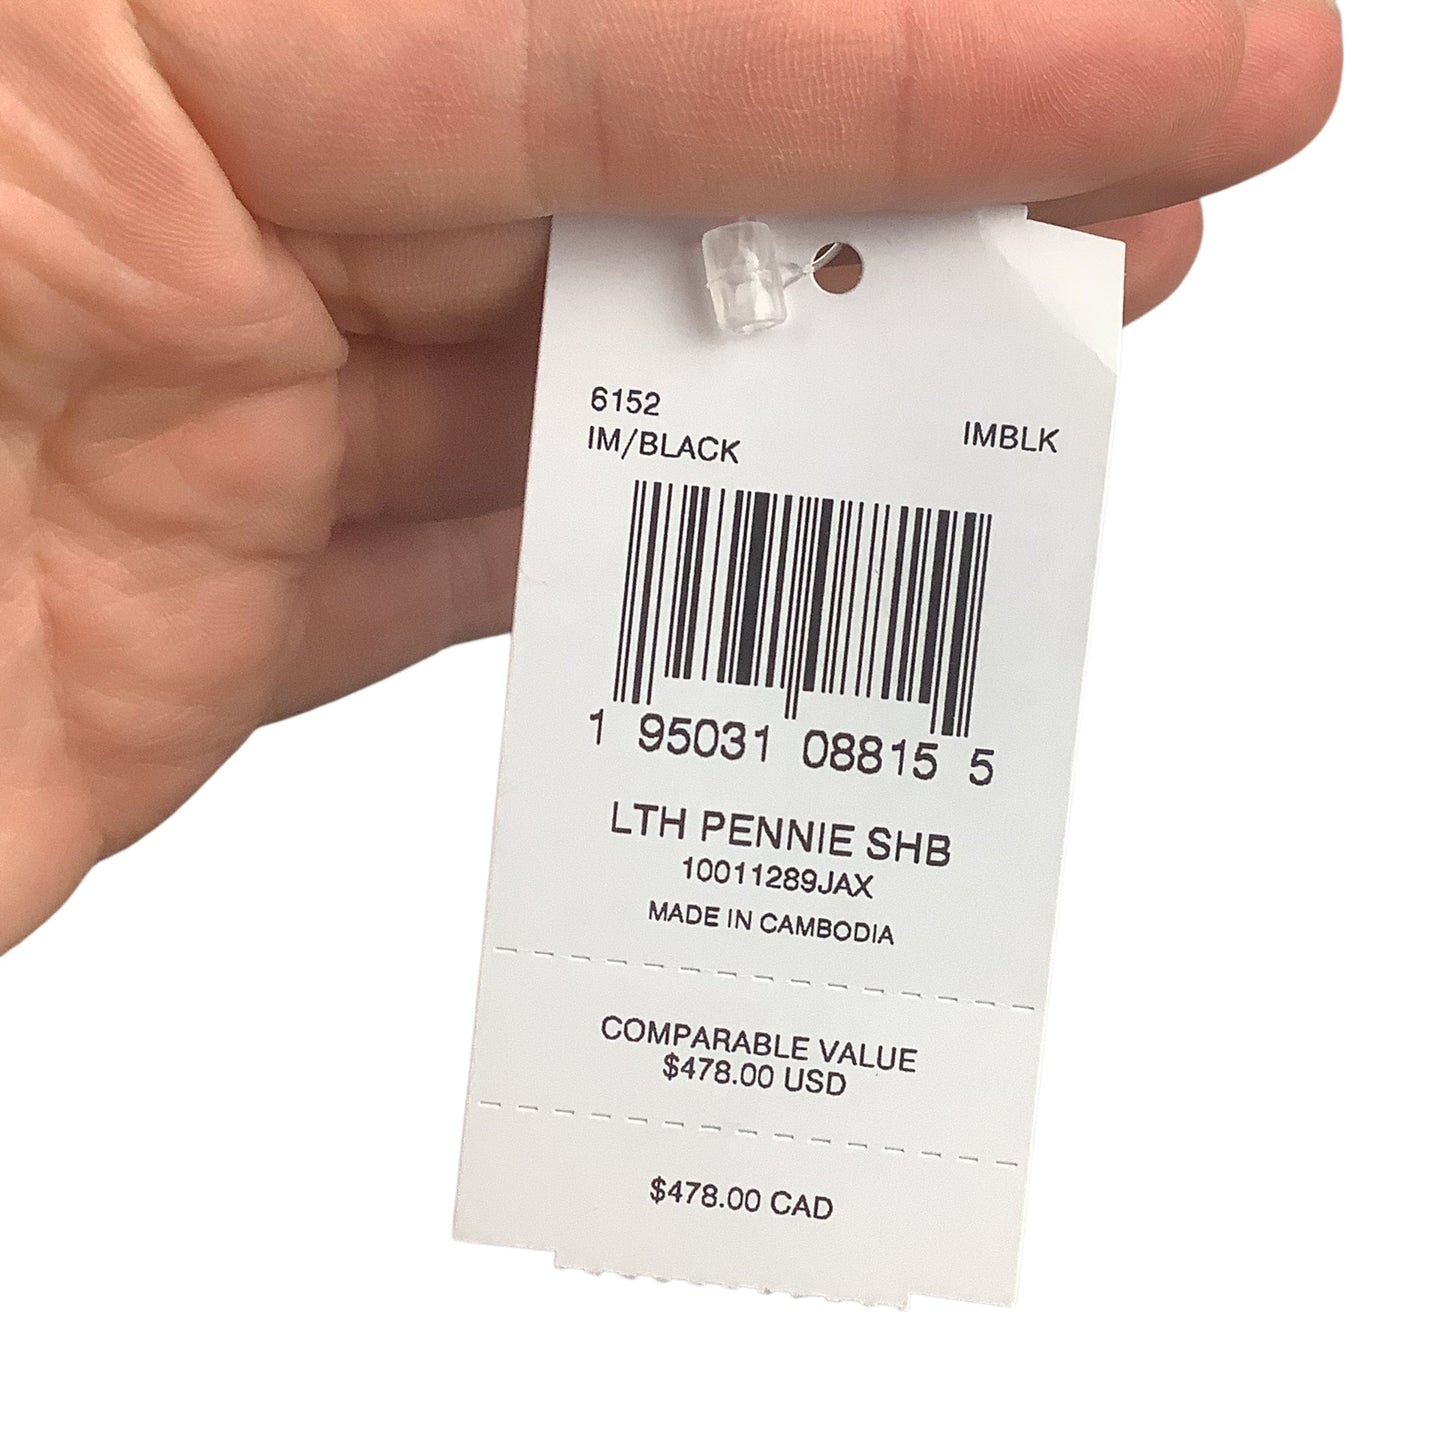 6152
IM/BLACK
IMBLK
1 95031 08815 5
LTH PENNIE SHB
10011289JAX
MADE IN CAMBODIA
COMPARABLE VALUE
$478.00 USD
$478.00 CAD